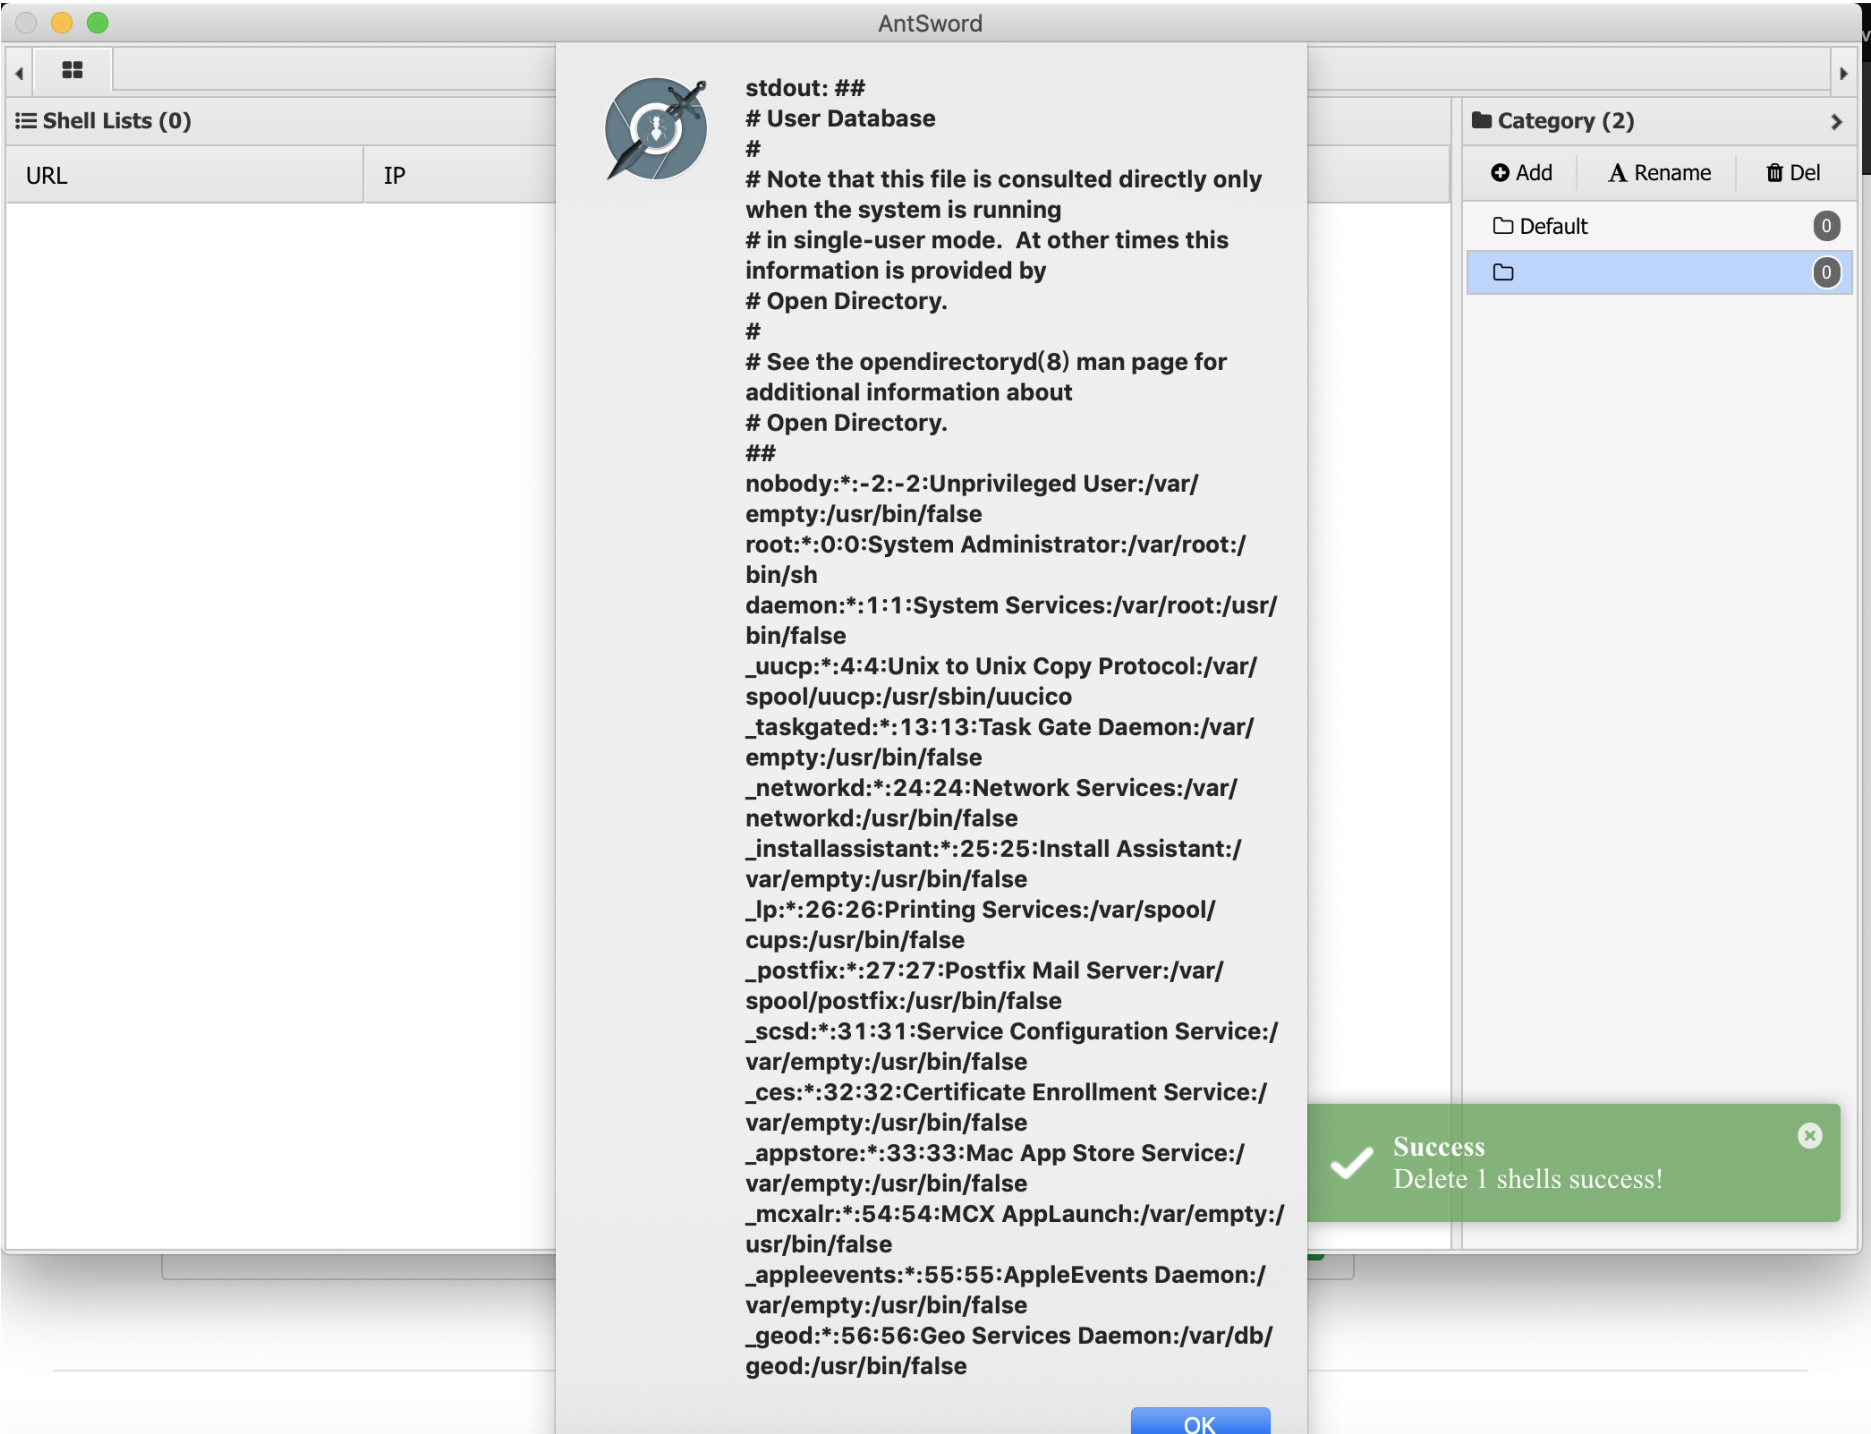 AntSword
Shell Lists (0)
URL
IP
stdout: ##
# User Database
#
# Note that this file is consulted directly only
when the system is running
# in single-user mode.  At other times this
information is provided by
# Open Directory.
#
# See the opendirectoryd(8) man page for
additional information about
# Open Directory.
##
nobody:*:-2:-2:Unprivileged User:/var/
empty:/usr/bin/false
root:*:0:0:System Administrator:/var/root:/
bin/sh
daemon:*:1:1:System Services:/var/root:/usr/
bin/false
_uucp:*:4:4:Unix to Unix Copy Protocol:/var/
spool/uucp:/usr/sbin/uucico
_taskgated:*:13:13:Task Gate Daemon:/var/
empty:/usr/bin/false
_networkd:*:24:24:Network Services:/var/
networkd:/usr/bin/false
_installassistant:*:25:25:Install Assistant:/
var/empty:/usr/bin/false
_lp:*:26:26:Printing Services:/var/spool/
cups:/usr/bin/false
_postfix:*:27:27:Postfix Mail Server:/var/
spool/postfix:/usr/bin/false
_scsd:*:31:31:Service Configuration Service:/
var/empty:/usr/bin/false
_ces:*:32:32:Certificate Enrollment Service:/
var/empty:/usr/bin/false
_appstore:*:33:33:Mac App Store Service:/
var/empty:/usr/bin/false
_mcxalr:*:54:54:MCX AppLaunch:/var/empty:/
usr/bin/false
_appleevents:*:55:55:AppleEvents Daemon:/
var/empty:/usr/bin/false
_geod:*:56:56:Geo Services Daemon:/var/db/
geod:/usr/bin/false
OK
Category (2)
Add Rename Del
Default 0
0
Success
Delete 1 shells success!